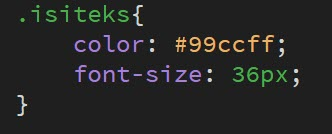 .isiteks{
    color: #99ccff;
    font-size: 36px;
}